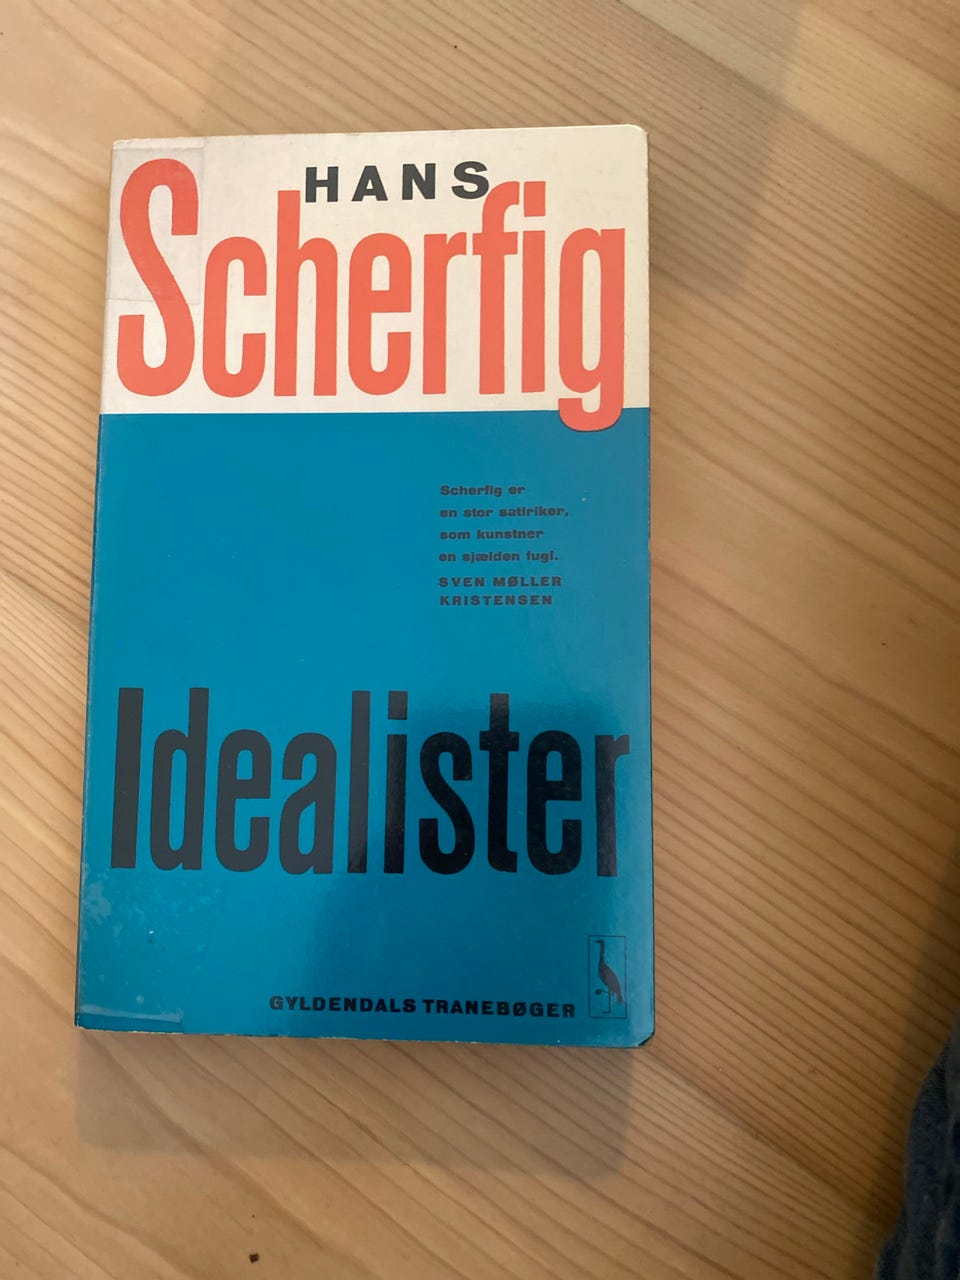 HANS
Scherfig
Scherfig er
en stor satiriker,
som kunstner
en sjælden fugl.
SVEN MØLLER
KRISTENSEN
Idealister
GYLDENDALS TRANEBØGER